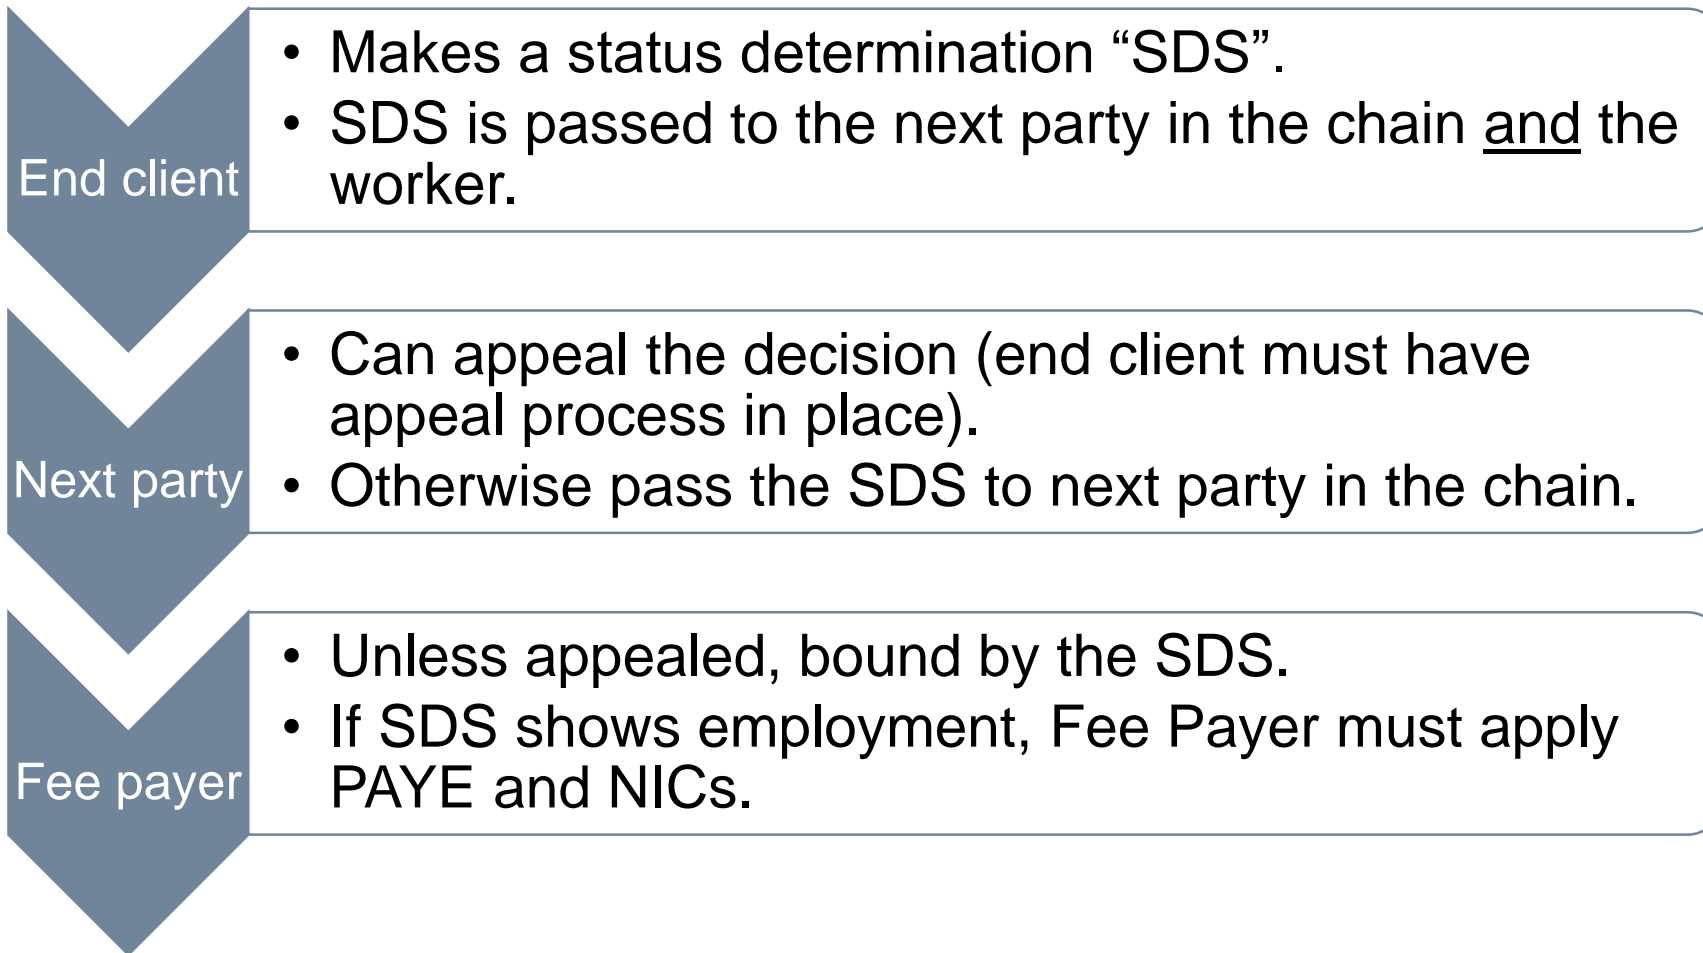 End client
• Makes a status determination “SDS”.
• SDS is passed to the next party in the chain and the
worker.
Next party
• Can appeal the decision (end client must have
appeal process in place).
• Otherwise pass the SDS to next party in the chain.
Fee payer
• Unless appealed, bound by the SDS.
• If SDS shows employment, Fee Payer must apply
PAYE and NICs.